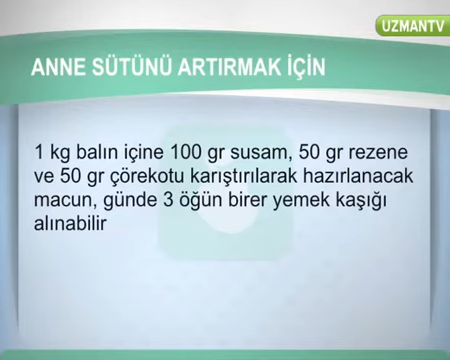 UZMANTV
ANNE SÜTÜNÜ ARTIRMAK İÇİN
1 kg balın içine 100 gr susam, 50 gr rezene
ve 50 gr çörekotu karıştırılarak hazırlanacak
macun, günde 3 öğün birer yemek kaşığı
alınabilir